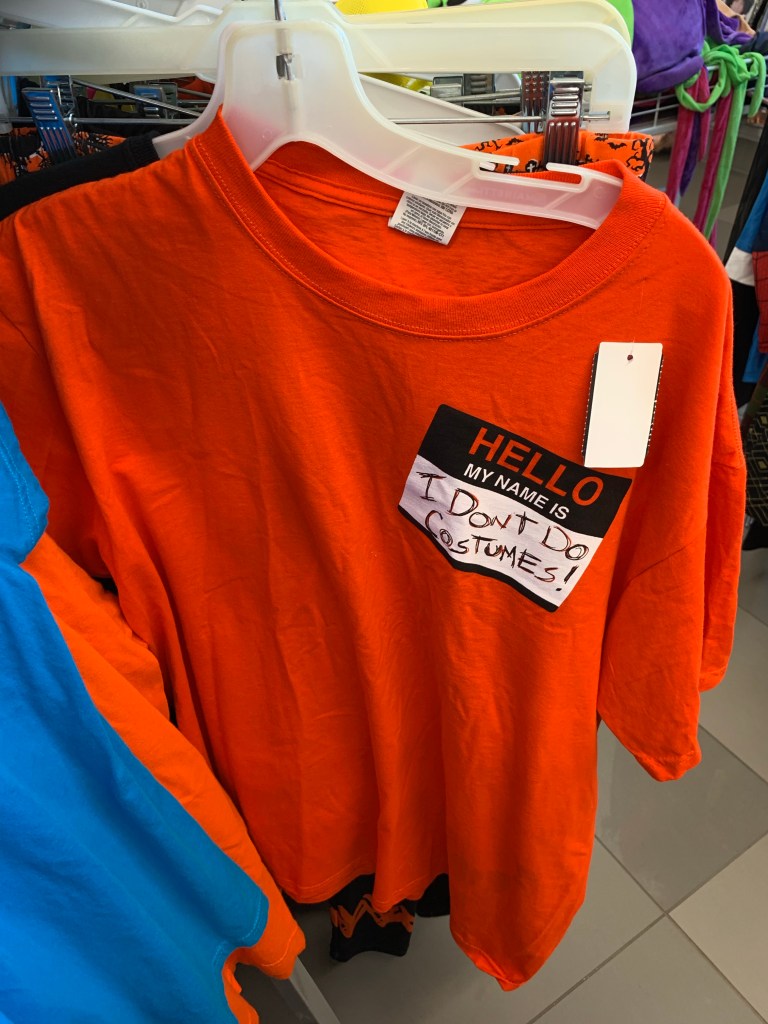 HELLO
MY NAME IS
I DONT DO
COSTUMES!